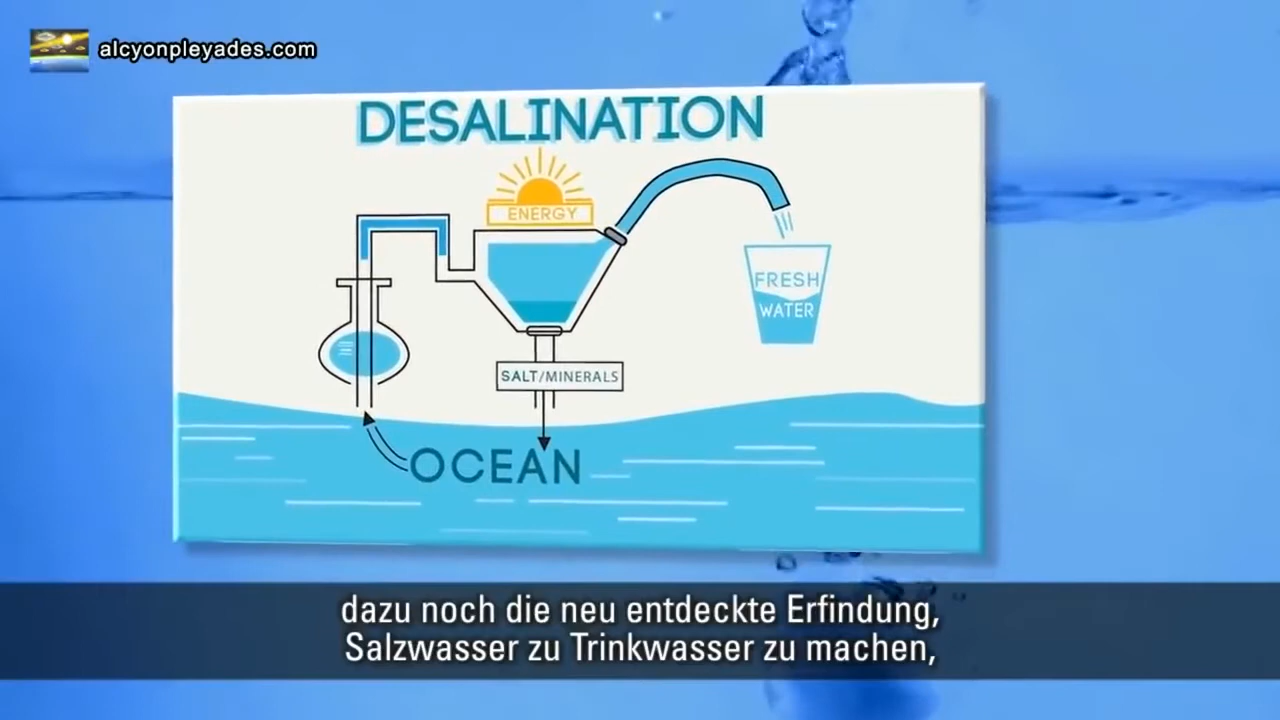 alcyonpleyades.com
DESALINATION
ENERGY
FRESH
WATER
SALT/MINERALS
OCEAN
dazu noch die neu entdeckte Erfindung,
Salzwasser zu Trinkwasser zu machen,